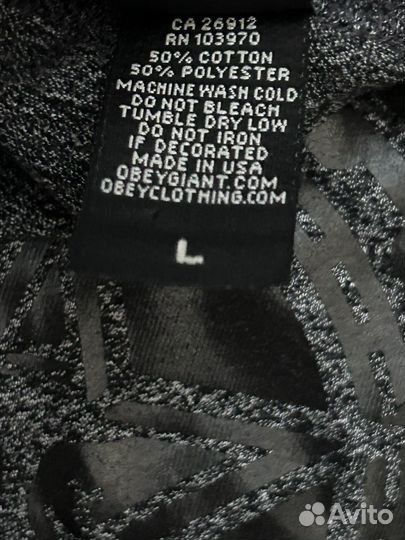 CA 26912
RN 103970
50% COTTON
50% POLYESTER
MACHINE WASH COLD
DO NOT BLEACH
TUMBLE DRY LOW
DO NOT IRON
IF DECORATED
MADE IN USA
OBEYGIANT.COM
OBEYCLOTHING.COM
L
Avito